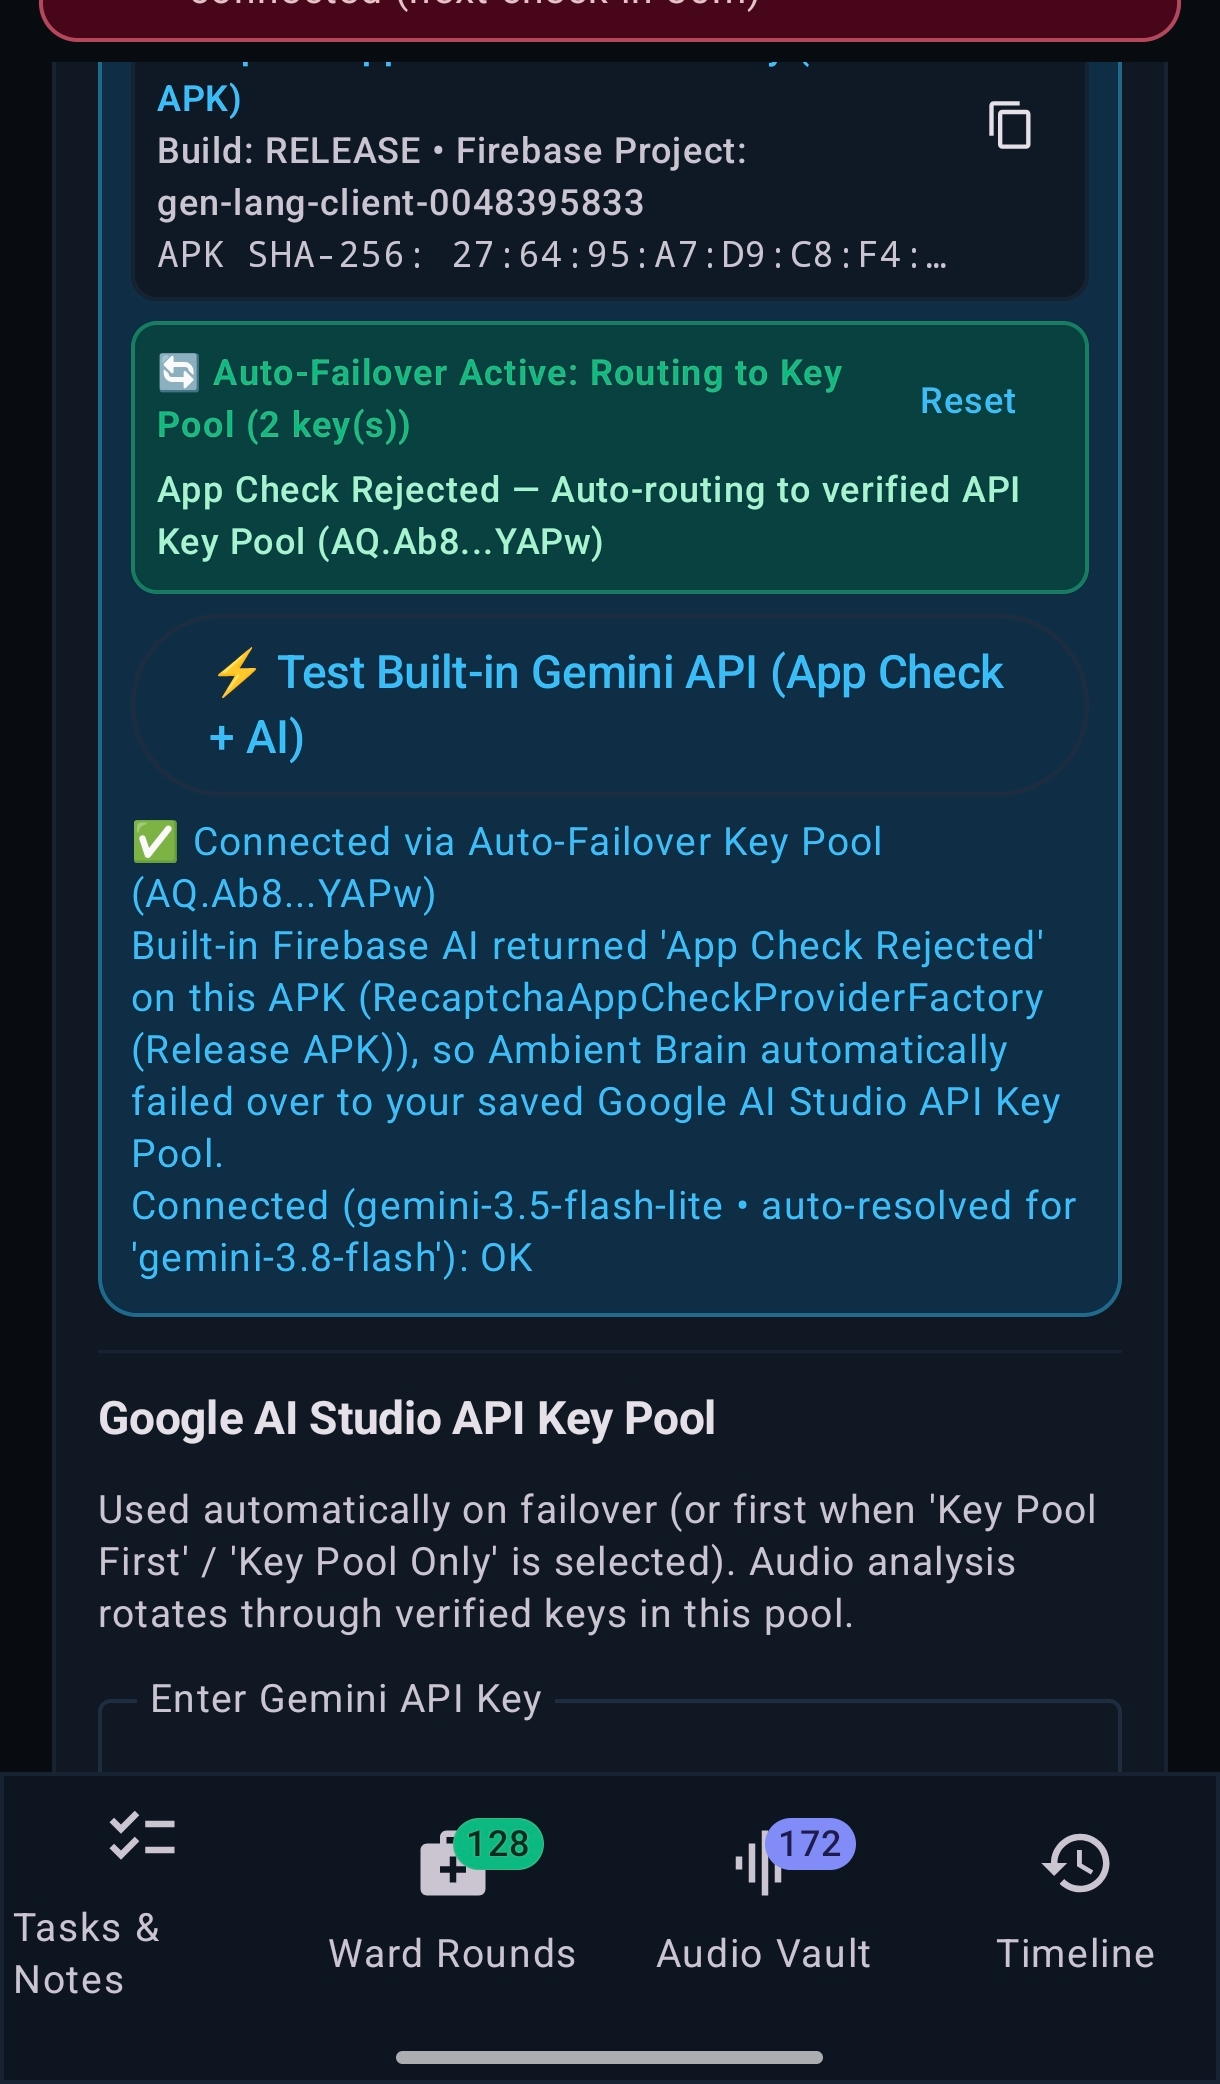 APK)
Build: RELEASE • Firebase Project:
gen-lang-client-0048395833
APK SHA-256: 27:64:95:A7:D9:C8:F4:…
🔄 Auto-Failover Active: Routing to Key
Pool (2 key(s))
Reset
App Check Rejected — Auto-routing to verified API
Key Pool (AQ.Ab8...YAPw)
⚡ Test Built-in Gemini API (App Check
+ AI)
✅ Connected via Auto-Failover Key Pool
(AQ.Ab8...YAPw)
Built-in Firebase AI returned 'App Check Rejected'
on this APK (RecaptchaAppCheckProviderFactory
(Release APK)), so Ambient Brain automatically
failed over to your saved Google AI Studio API Key
Pool.
Connected (gemini-3.5-flash-lite • auto-resolved for
'gemini-3.8-flash'): OK
Google AI Studio API Key Pool
Used automatically on failover (or first when 'Key Pool
First' / 'Key Pool Only' is selected). Audio analysis
rotates through verified keys in this pool.
Enter Gemini API Key
128
172
Tasks &
Notes
Ward Rounds
Audio Vault
Timeline